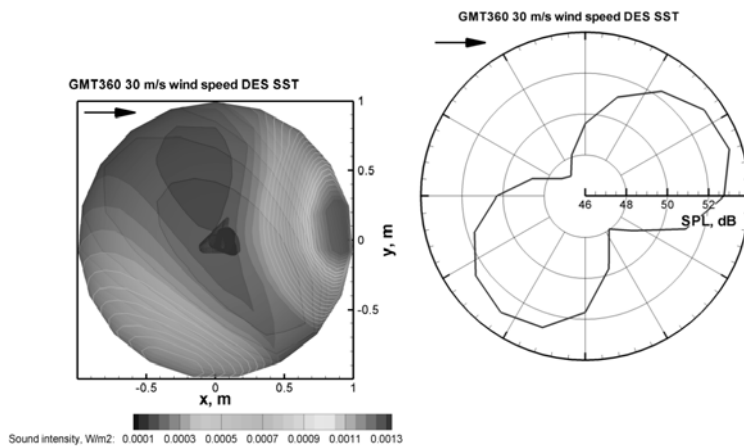 GMT360 30 m/s wind speed DES SST
1
0.5
0
-0.5
y, m
-0.5 0 0.5 1
x, m
Sound intensity, W/m2: 0.0001 0.0003 0.0005 0.0007 0.0009 0.0011 0.0013
GMT360 30 m/s wind speed DES SST
46 48 50 52
SPL, dB